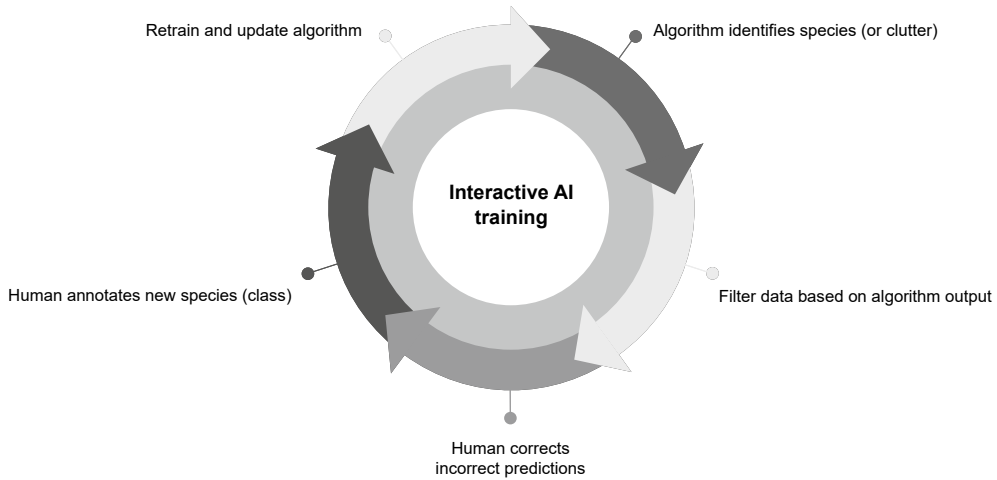 Retrain and update algorithm
Algorithm identifies species (or clutter)
Interactive AI
training
Human annotates new species (class)
Filter data based on algorithm output
Human corrects
incorrect predictions